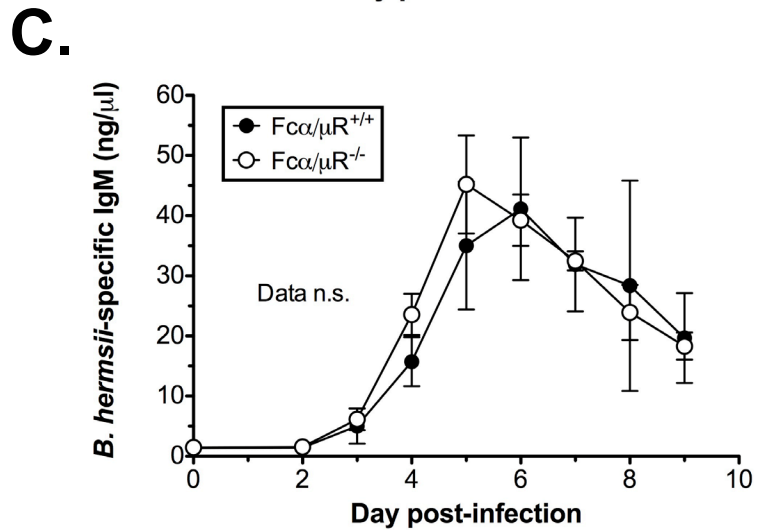 C.
B. hermsii-specific IgM (ng/μl)
60
50
40
30
20
10
0
Fcα/μR+/+
Fcα/μR-/-
Data n.s.
0 2 4 6 8 10
Day post-infection